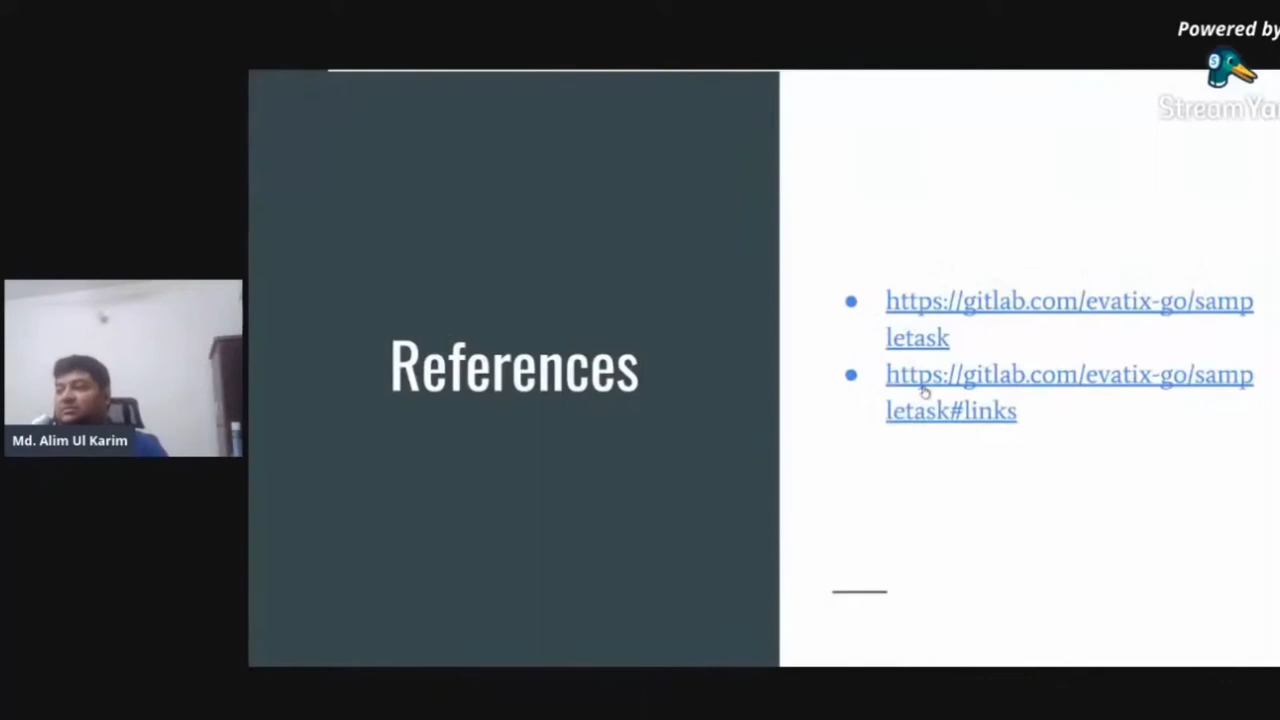 Powered by
StreamYa
References
https://gitlab.com/evatix-go/samp
letask
https://gitlab.com/evatix-go/samp
letask#links
Md. Alim Ul Karim